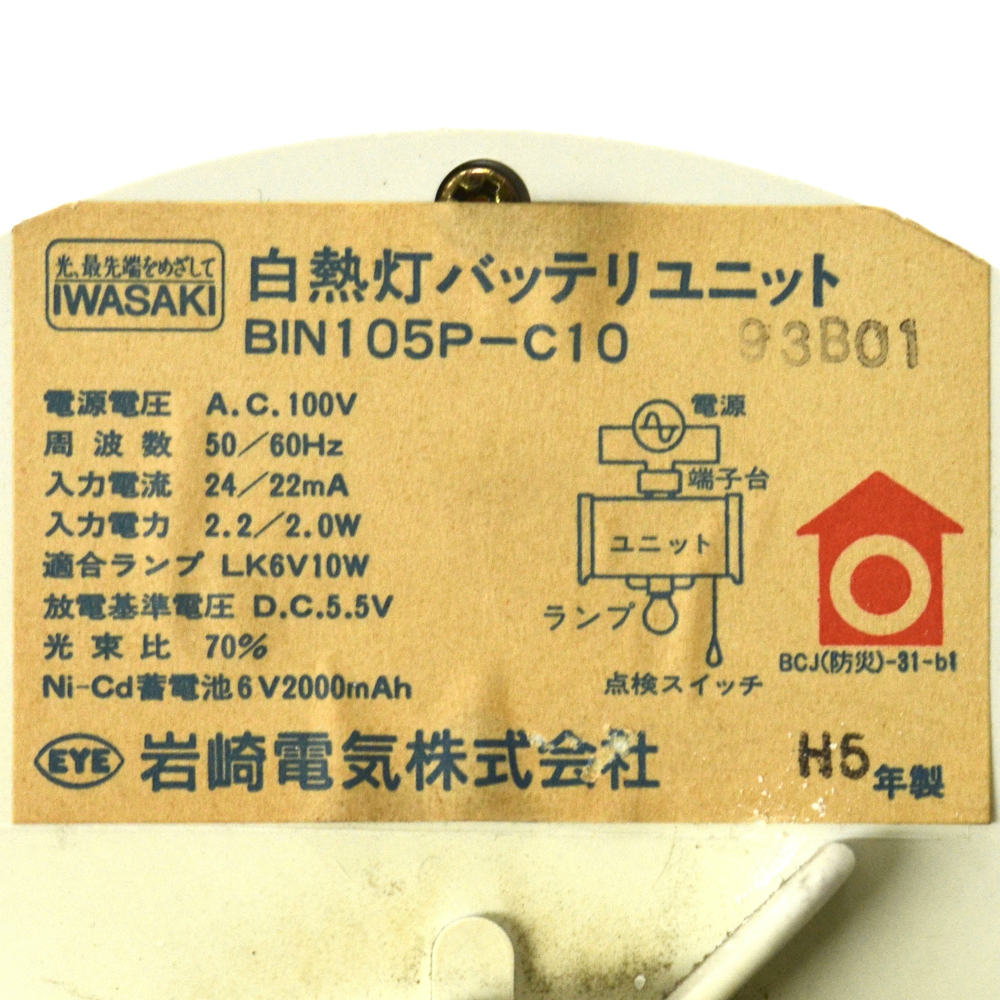 光、最先端をめざして
IWASAKI
白熱灯バッテリユニット
BIN105P-C10
93B01
電源電圧 A.C.100V
周波数 50/60Hz
入力電流 24/22mA
入力電力 2.2/2.0W
適合ランプ LK6V10W
放電基準電圧 D.C.5.5V
光束比 70%
Ni-Cd蓄電池6V2000mAh
電源
端子台
ユニット
ランプ
点検スイッチ
BCJ(防災)-31-b1
EYE 岩崎電気株式会社
H5年製